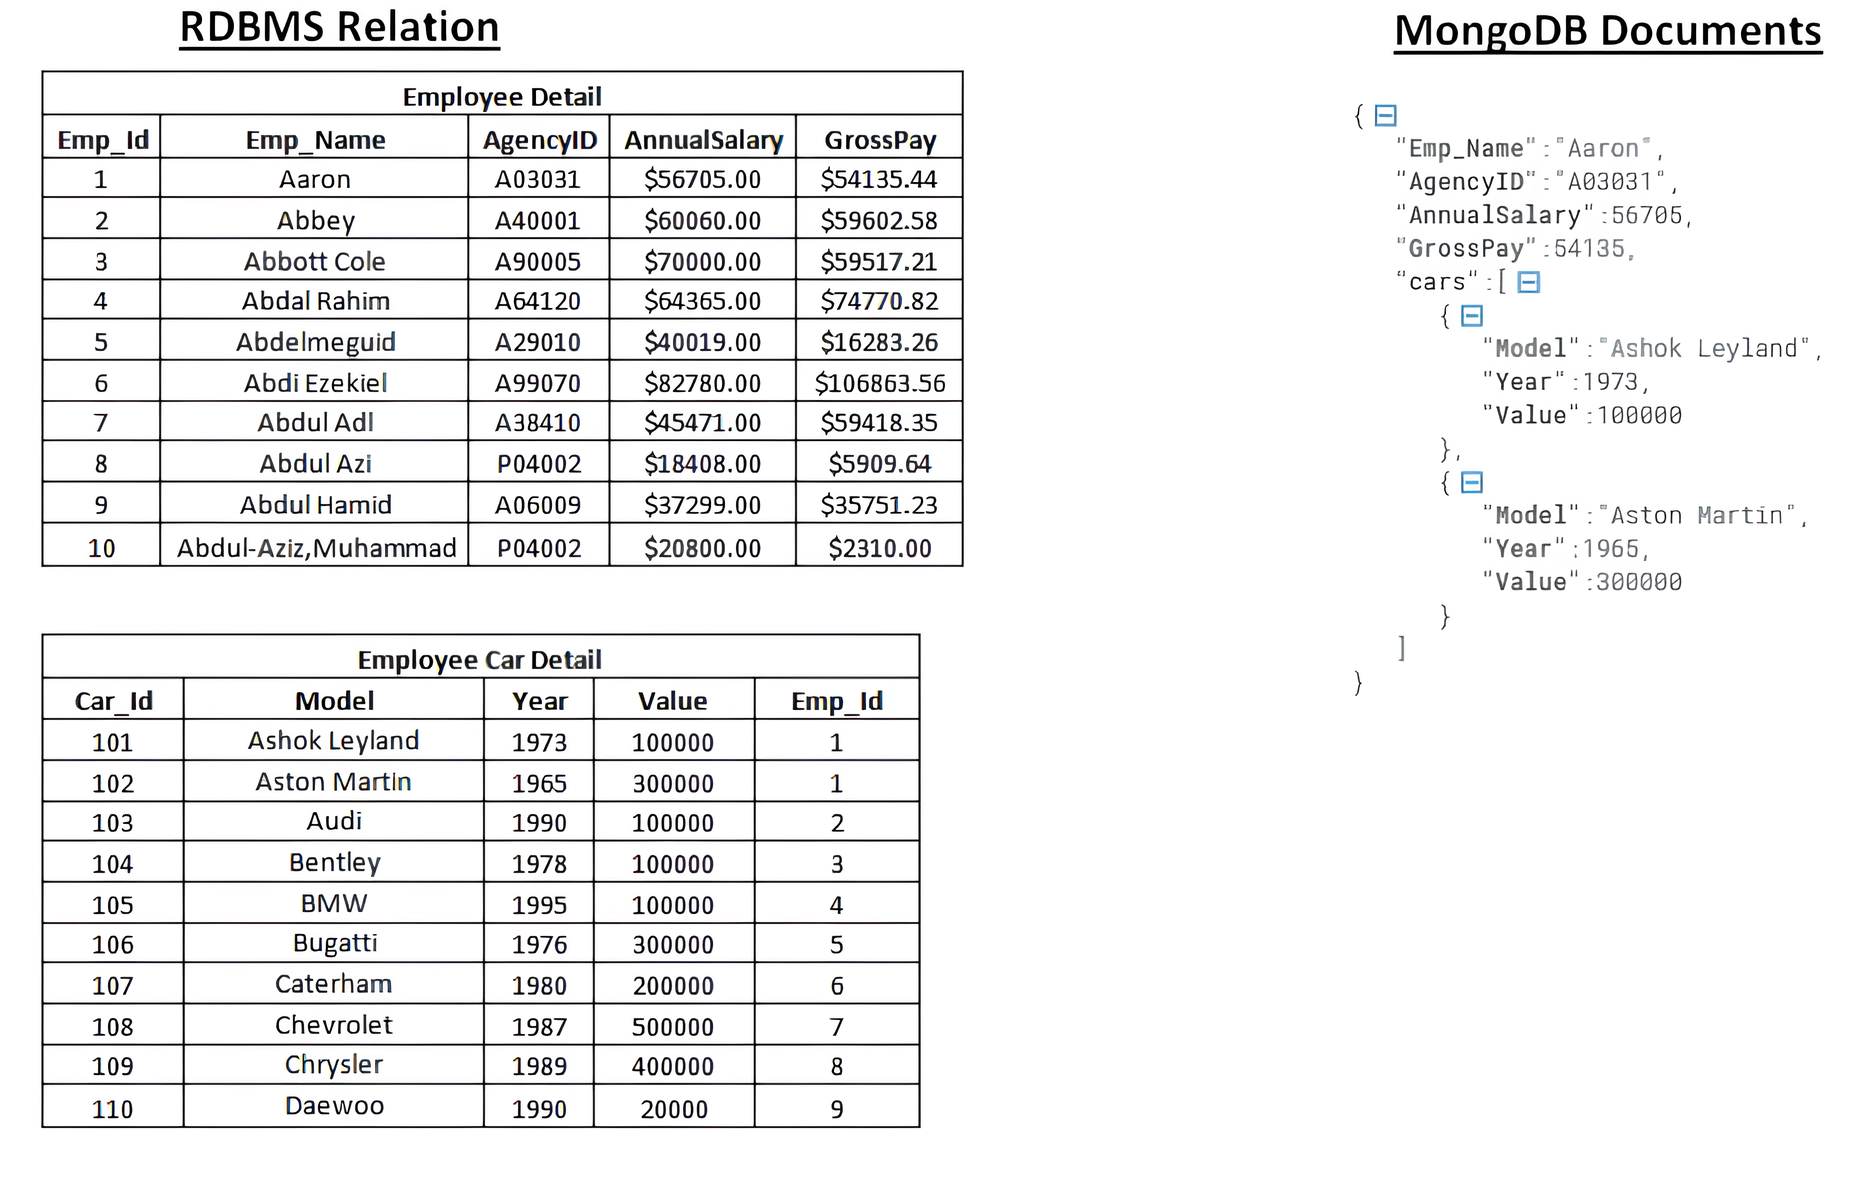 RDBMS Relation
Employee Detail
Emp_Id Emp_Name AgencyID AnnualSalary GrossPay
1 Aaron A03031 $56705.00 $54135.44
2 Abbey A40001 $60060.00 $59602.58
3 Abbott Cole A90005 $70000.00 $59517.21
4 Abdal Rahim A64120 $64365.00 $74770.82
5 Abdelmeguid A29010 $40019.00 $16283.26
6 Abdi Ezekiel A99070 $82780.00 $106863.56
7 Abdul Adl A38410 $45471.00 $59418.35
8 Abdul Azi P04002 $18408.00 $5909.64
9 Abdul Hamid A06009 $37299.00 $35751.23
10 Abdul-Aziz,Muhammad P04002 $20800.00 $2310.00
Employee Car Detail
Car_Id Model Year Value Emp_Id
101 Ashok Leyland 1973 100000 1
102 Aston Martin 1965 300000 1
103 Audi 1990 100000 2
104 Bentley 1978 100000 3
105 BMW 1995 100000 4
106 Bugatti 1976 300000 5
107 Caterham 1980 200000 6
108 Chevrolet 1987 500000 7
109 Chrysler 1989 400000 8
110 Daewoo 1990 20000 9
MongoDB Documents
{
"Emp_Name":"Aaron",
"AgencyID":"A03031",
"AnnualSalary":56705,
"GrossPay":54135,
"cars":[
{
"Model":"Ashok Leyland",
"Year":1973,
"Value":100000
},
{
"Model":"Aston Martin",
"Year":1965,
"Value":300000
}
]
}